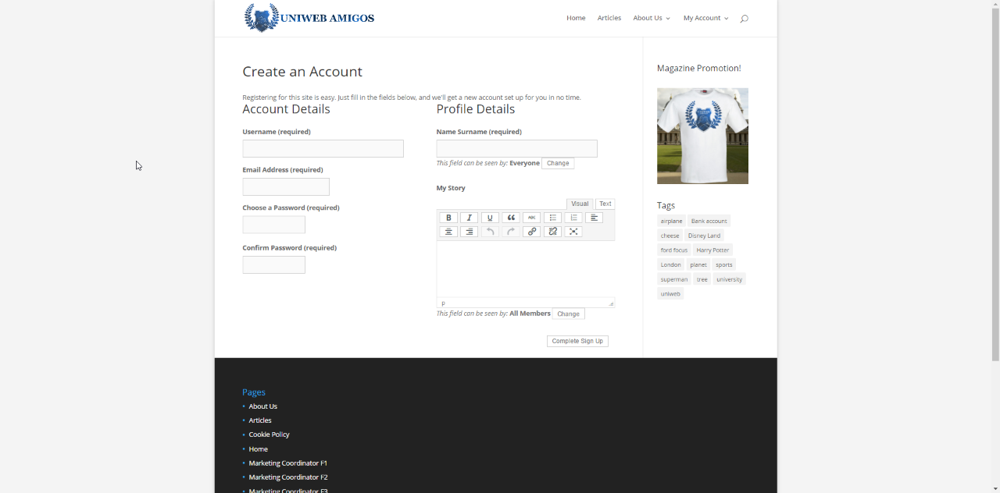 UNIWEB AMIGOS
Home Articles About Us My Account
Create an Account
Registering for this site is easy. Just fill in the fields below, and we'll get a new account set up for you in no time.
Account Details
Username (required)
Email Address (required)
Choose a Password (required)
Confirm Password (required)
Profile Details
Name Surname (required)
This field can be seen by: Everyone Change
My Story
Visual Text
B I U ABC
p
This field can be seen by: All Members Change
Complete Sign Up
Magazine Promotion!
Tags
airplane Bank account
cheese Disney Land
ford focus Harry Potter
London planet sports
superman tree university
uniweb
Pages
About Us
Articles
Cookie Policy
Home
Marketing Coordinator F1
Marketing Coordinator F2
Marketing Coordinator F3